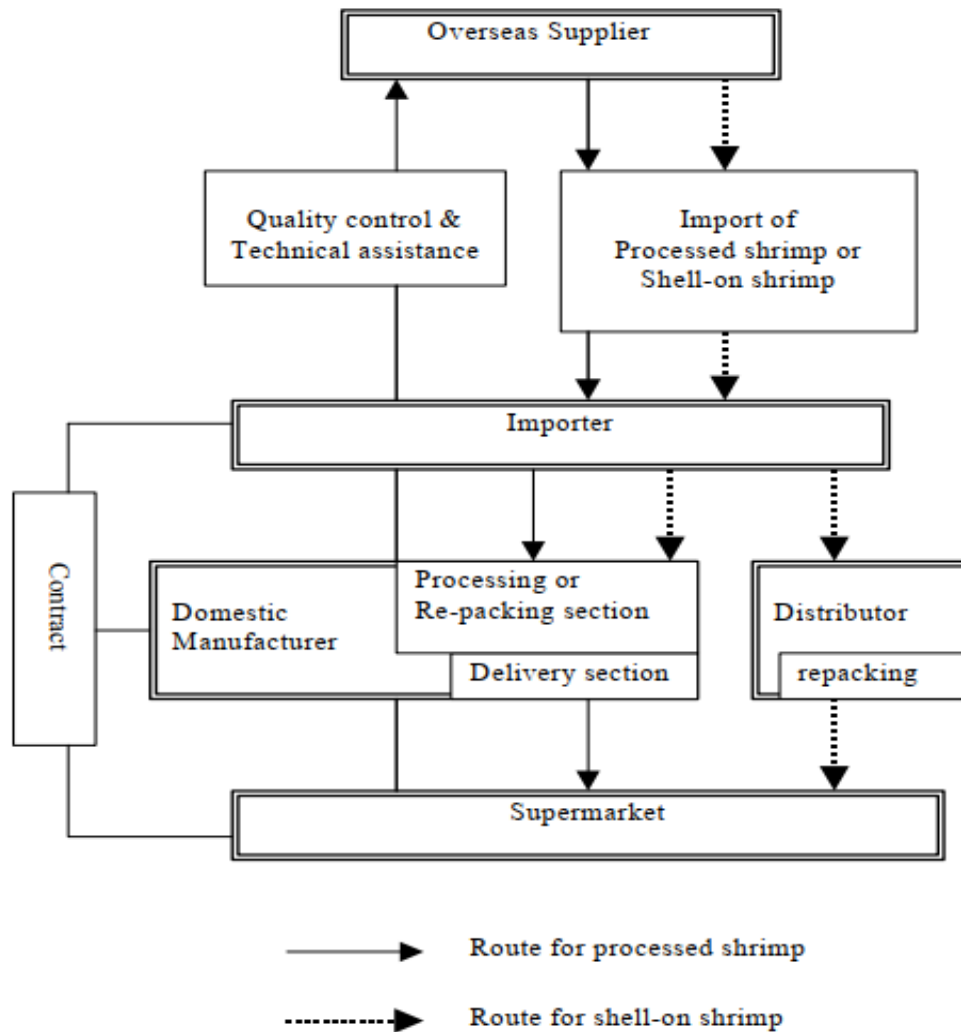 Overseas Supplier
Quality control &
Technical assistance
Import of
Processed shrimp or
Shell-on shrimp
Importer
Contract
Domestic
Manufacturer
Processing or
Re-packing section
Delivery section
Distributor
repacking
Supermarket
Route for processed shrimp
Route for shell-on shrimp